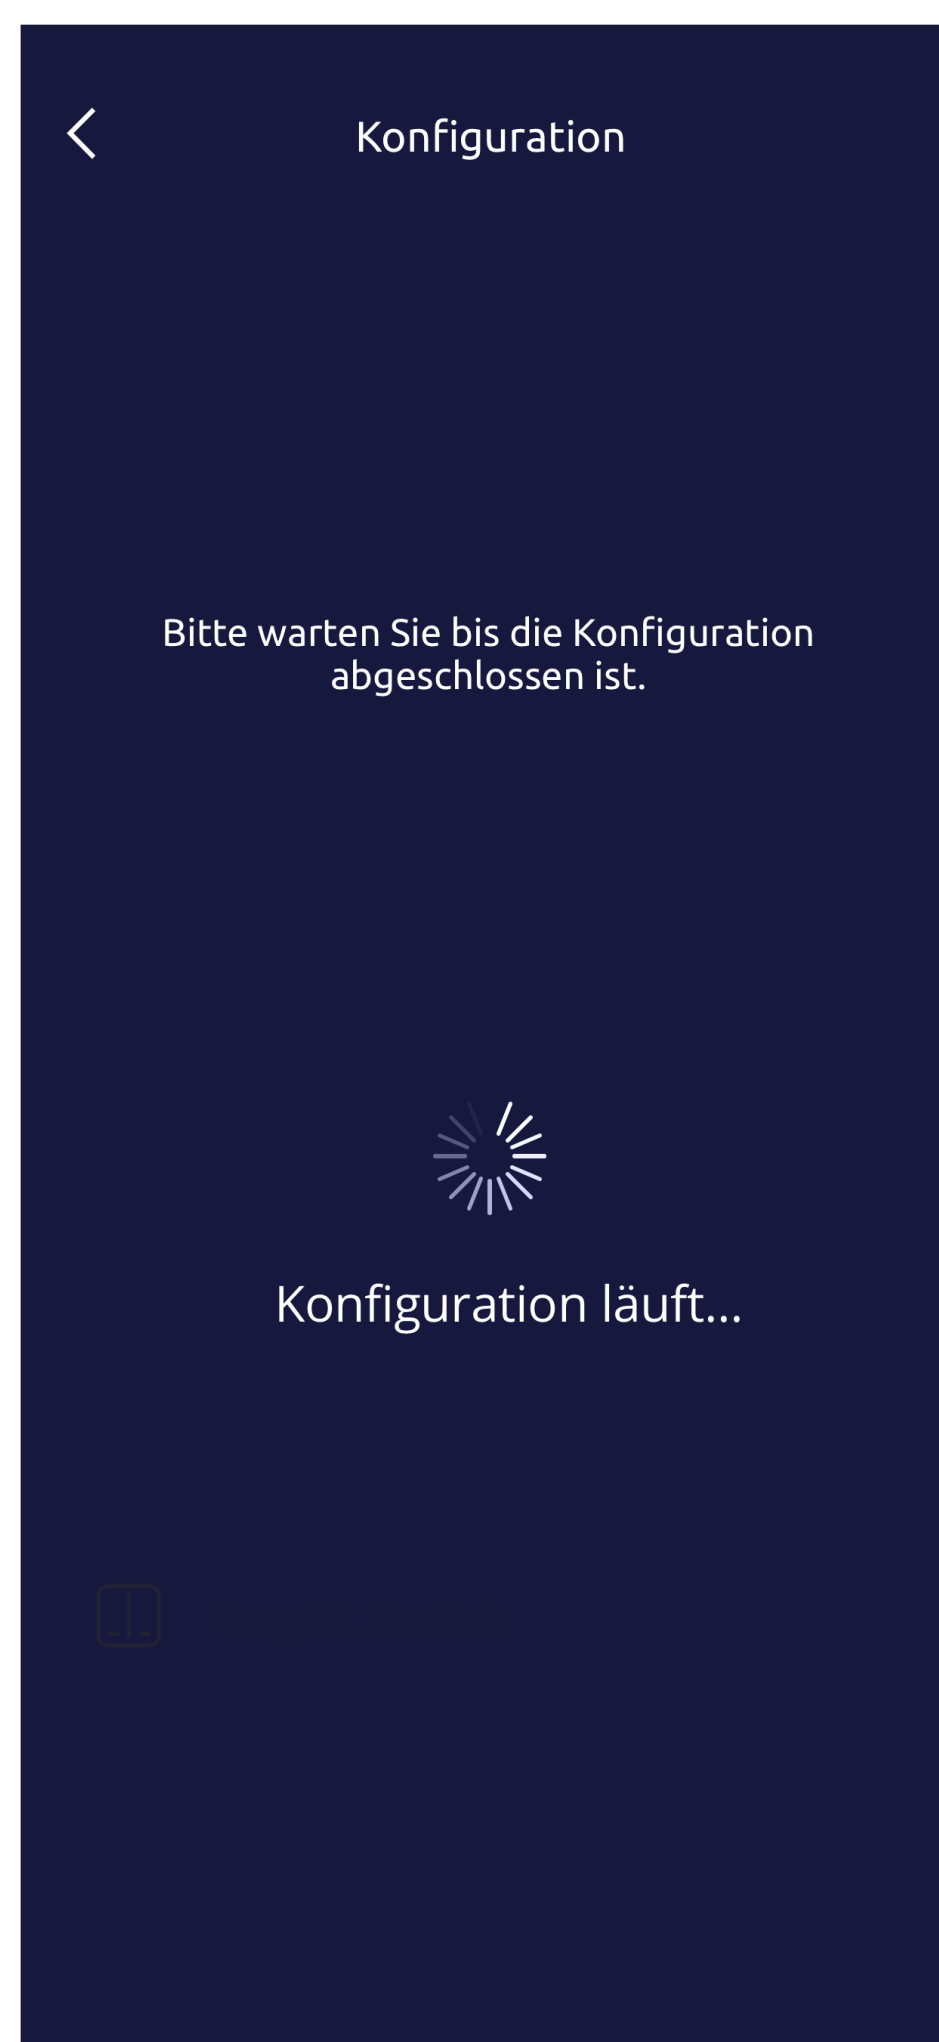 Konfiguration
Bitte warten Sie bis die Konfiguration
abgeschlossen ist.
Konfiguration läuft...